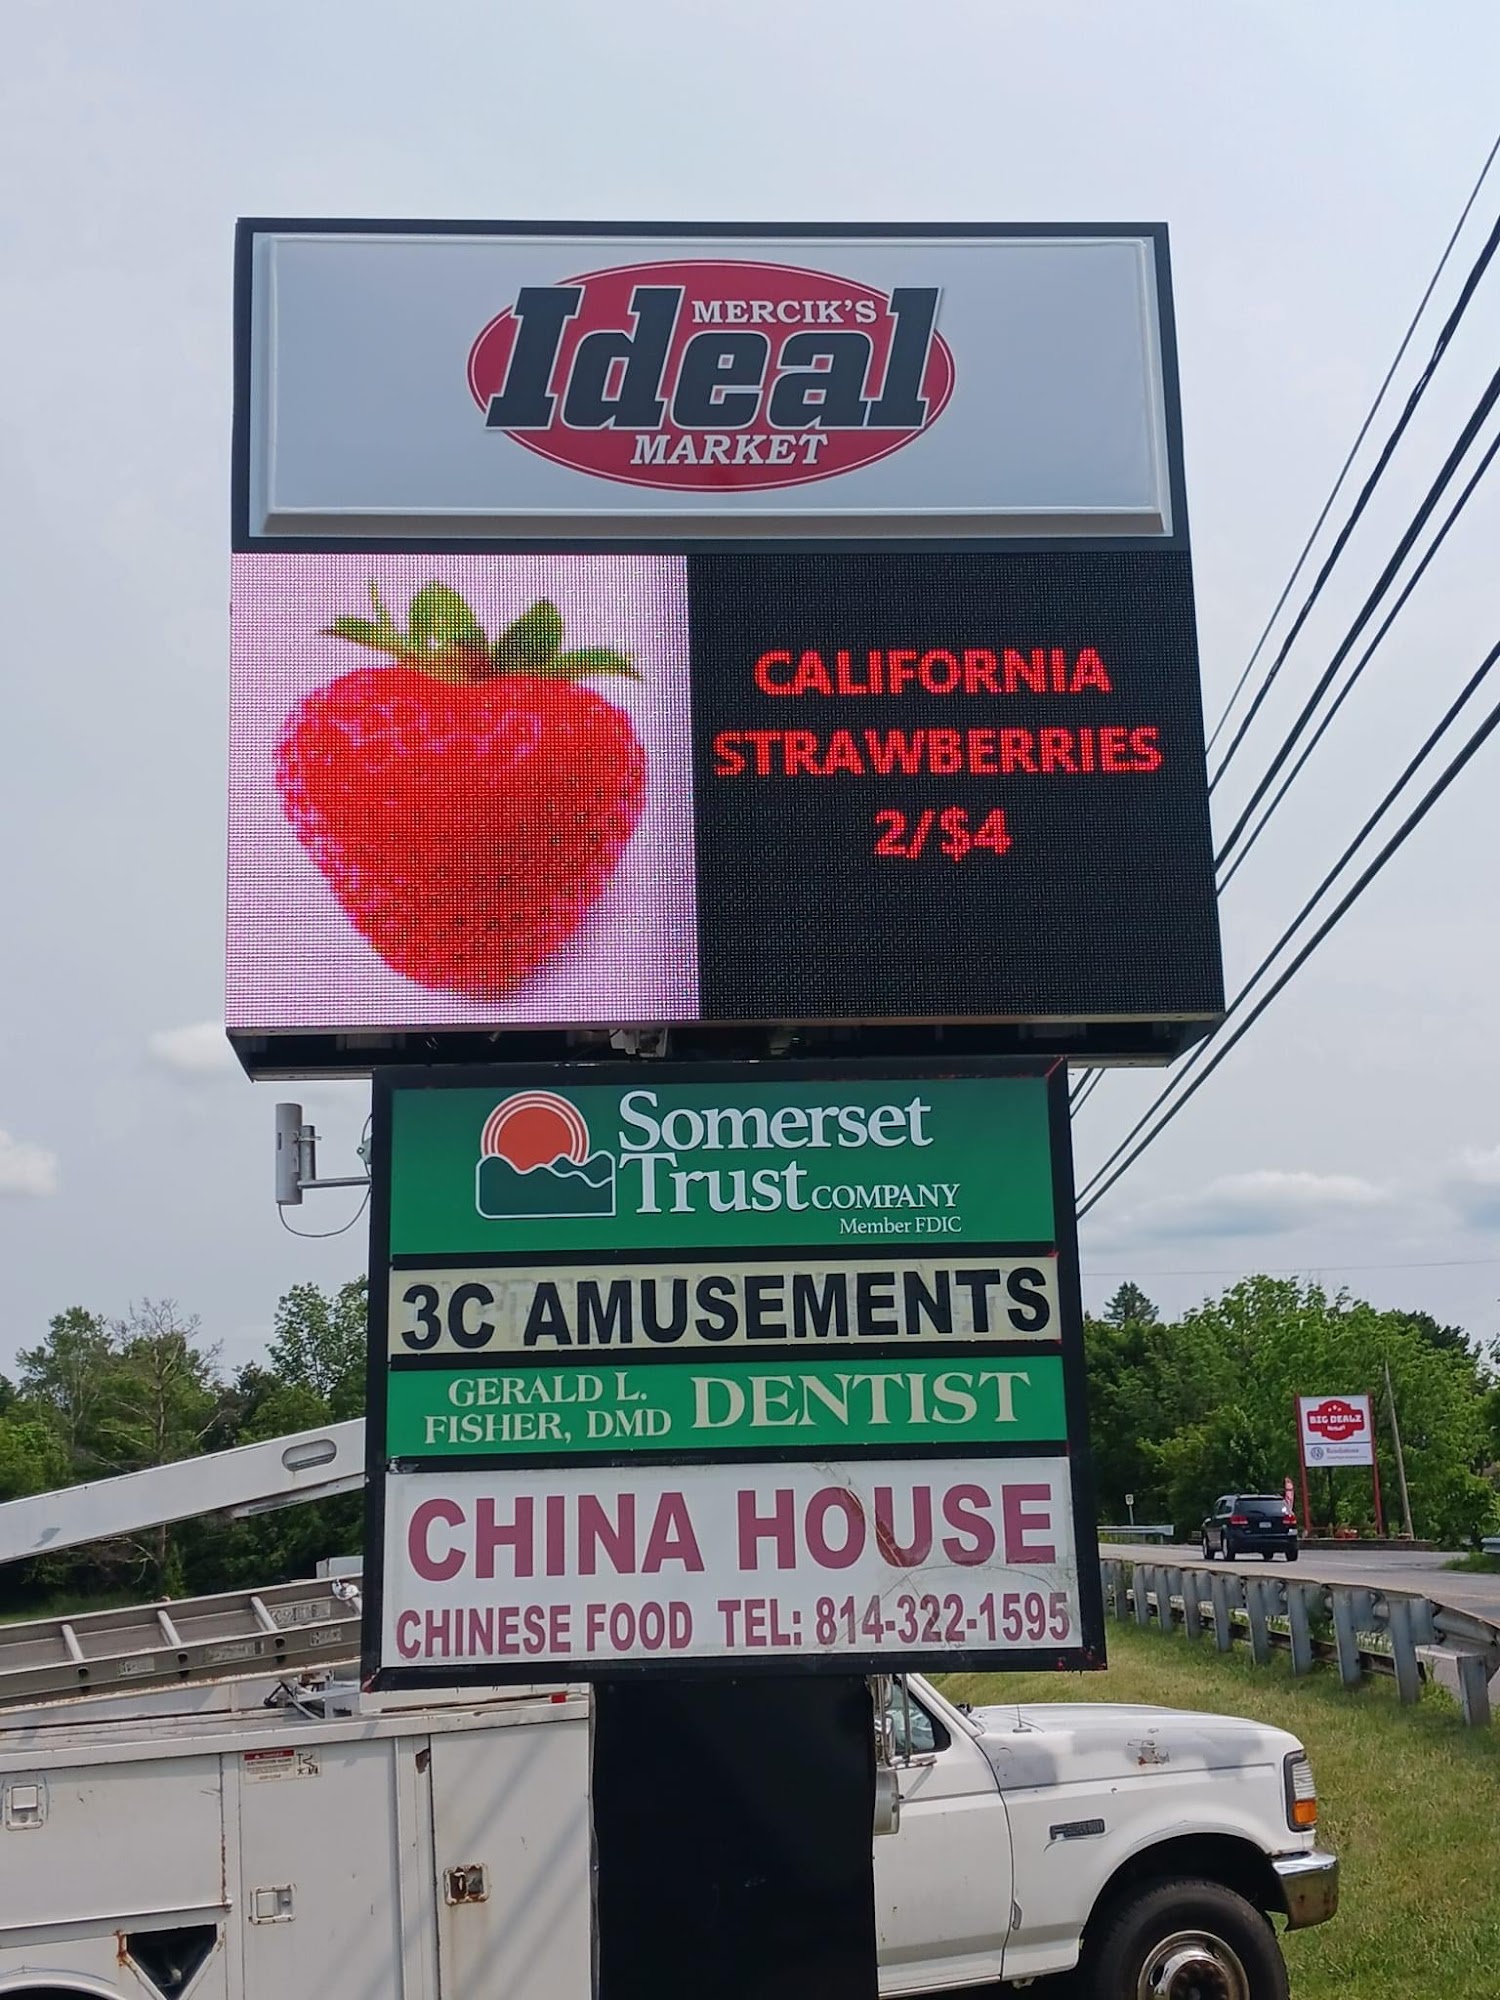 MERCIK'S
Ideal
MARKET
CALIFORNIA
STRAWBERRIES
2/$4
Somerset
Trust COMPANY
Member FDIC
3C AMUSEMENTS
GERALD L.
FISHER, DMD
DENTIST
CHINA HOUSE
CHINESE FOOD TEL: 814-322-1595
BIG DEALZ